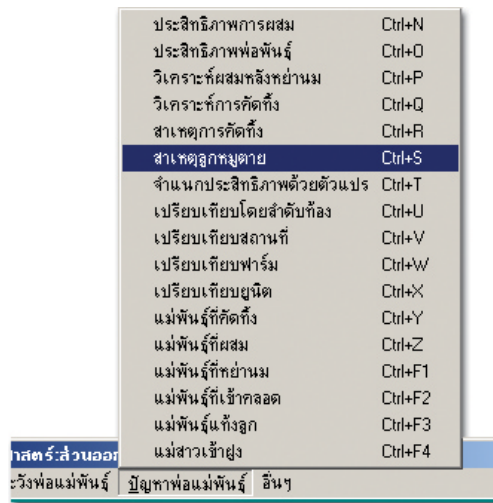 ประสิทธิภาพการผสม Ctrl+N
ประสิทธิภาพพ่อพันธุ์ Ctrl+O
วิเคราะห์ผสมหลังหย่านม Ctrl+P
วิเคราะห์การคัดทิ้ง Ctrl+Q
สาเหตุการคัดทิ้ง Ctrl+R
สาเหตุลูกหมูตาย Ctrl+S
จำแนกประสิทธิภาพด้วยตัวแปร Ctrl+T
เปรียบเทียบโดยลำดับท้อง Ctrl+U
เปรียบเทียบสถานที่ Ctrl+V
เปรียบเทียบฟาร์ม Ctrl+W
เปรียบเทียบยูนิต Ctrl+X
แม่พันธุ์ที่คัดทิ้ง Ctrl+Y
แม่พันธุ์ที่ผสม Ctrl+Z
แม่พันธุ์ที่หย่านม Ctrl+F1
แม่พันธุ์ที่เข้าคลอด Ctrl+F2
แม่พันธุ์แท้งลูก Ctrl+F3
แม่สาวเข้าฝูง Ctrl+F4
าสตร์:ส่วนออก
ะวังพ่อแม่พันธุ์ ปัญหาพ่อแม่พันธุ์ อื่นๆ